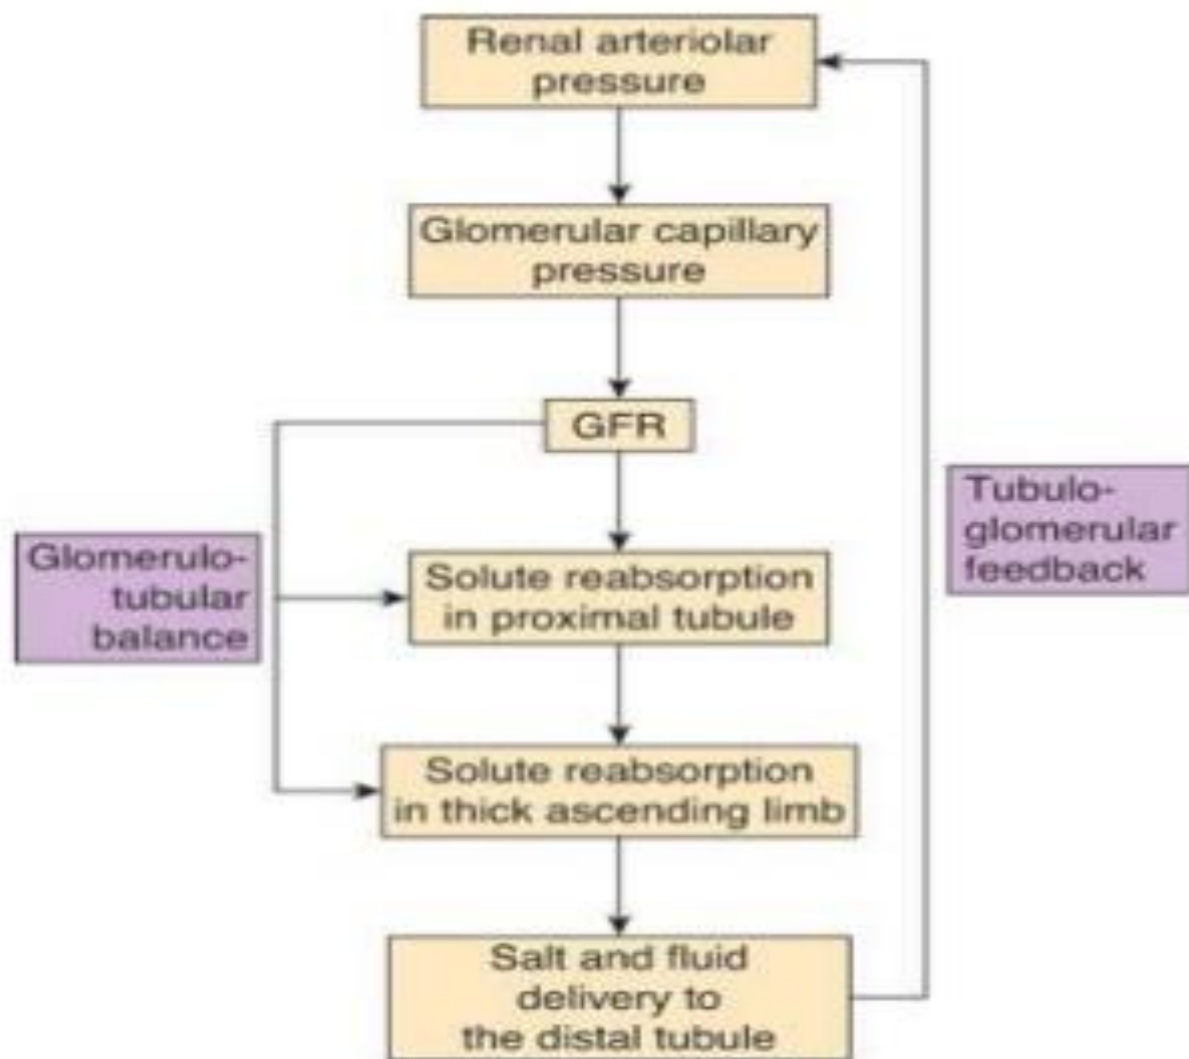 Renal arteriolar
pressure
Glomerular capillary
pressure
GFR
Glomerulo-
tubular
balance
Solute reabsorption
in proximal tubule
Tubulo-
glomerular
feedback
Solute reabsorption
in thick ascending limb
Salt and fluid
delivery to
the distal tubule